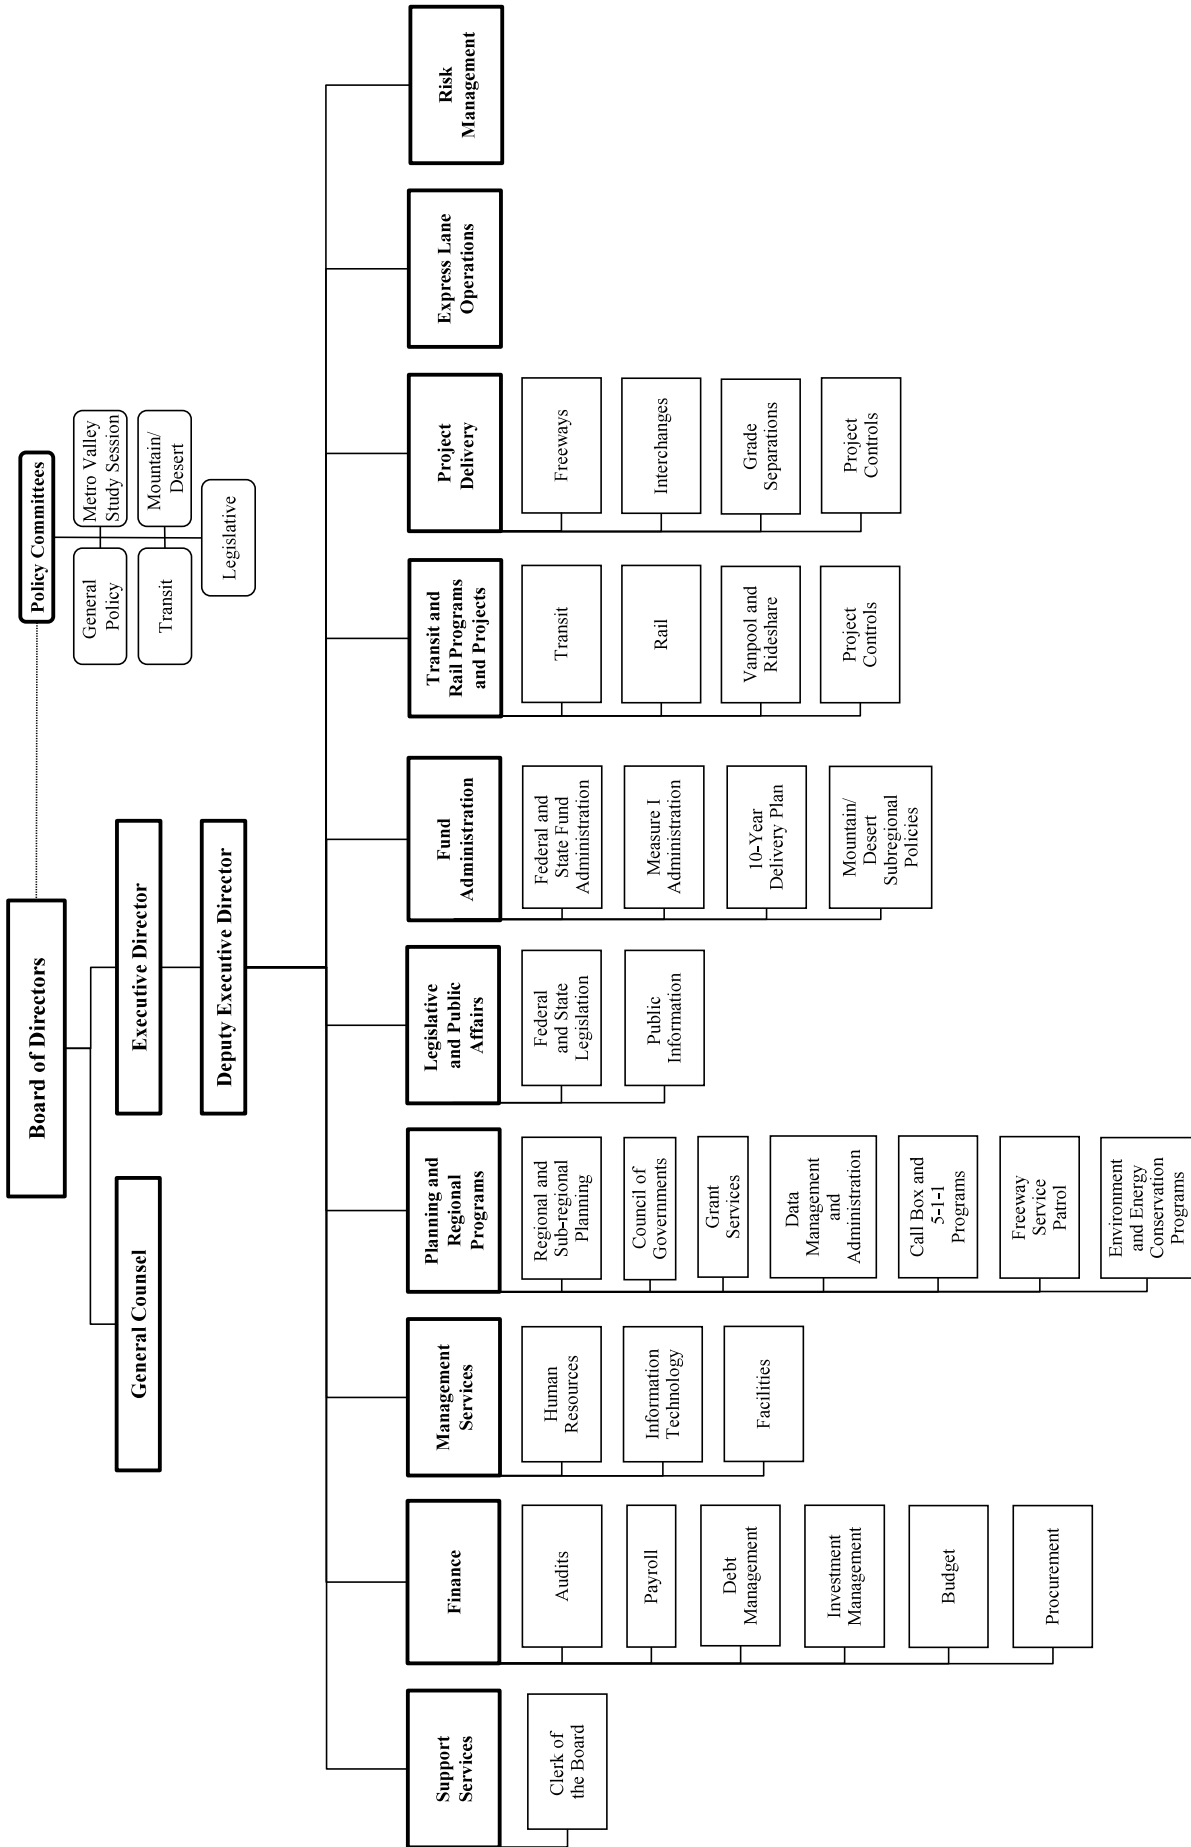 Board of Directors
Policy Committees
General
Policy
Metro Valley
Study Session
Transit
Mountain/
Desert
Legislative
General Counsel
Executive Director
Deputy Executive Director
Support
Services
Clerk of
the Board
Finance
Audits
Payroll
Debt
Management
Investment
Management
Budget
Procurement
Management
Services
Human
Resources
Information
Technology
Facilities
Planning and
Regional
Programs
Regional and
Sub-regional
Planning
Council of
Governments
Grant
Services
Data
Management
and
Administration
Call Box and
5-1-1
Programs
Freeway
Service
Patrol
Environment
and Energy
Conservation
Programs
Legislative
and Public
Affairs
Federal
and State
Legislation
Public
Information
Fund
Administration
Federal and
State Fund
Administration
Measure I
Administration
10-Year
Delivery Plan
Mountain/
Desert
Subregional
Policies
Transit and
Rail Programs
and Projects
Transit
Rail
Vanpool and
Rideshare
Project
Controls
Project
Delivery
Freeways
Interchanges
Grade
Separations
Project
Controls
Express Lane
Operations
Risk
Management